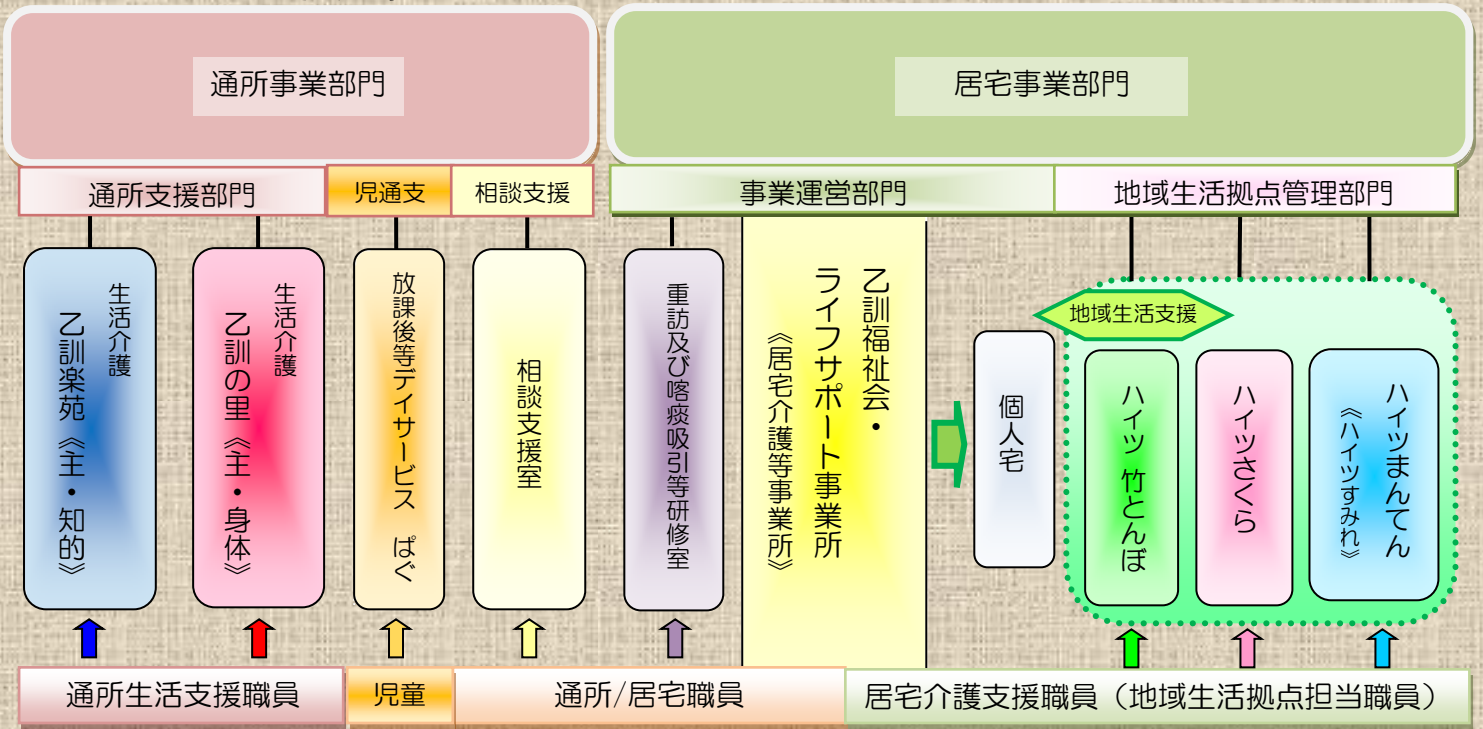 通所事業部門
居宅事業部門
通所支援部門
児通支
相談支援
事業運営部門
地域生活拠点管理部門
生活介護
乙訓楽苑《主・知的》
生活介護
乙訓の里《主・身体》
放課後等デイサービス ぱぐ
相談支援室
重訪及び喀痰吸引等研修室
乙訓福祉会・
ライフサポート事業所
《居宅介護等事業所》
個人宅
地域生活支援
ハイツ 竹とんぼ
ハイツさくら
ハイツまんてん
《ハイツすみれ》
通所生活支援職員
児童
通所/居宅職員
居宅介護支援職員（地域生活拠点担当職員）